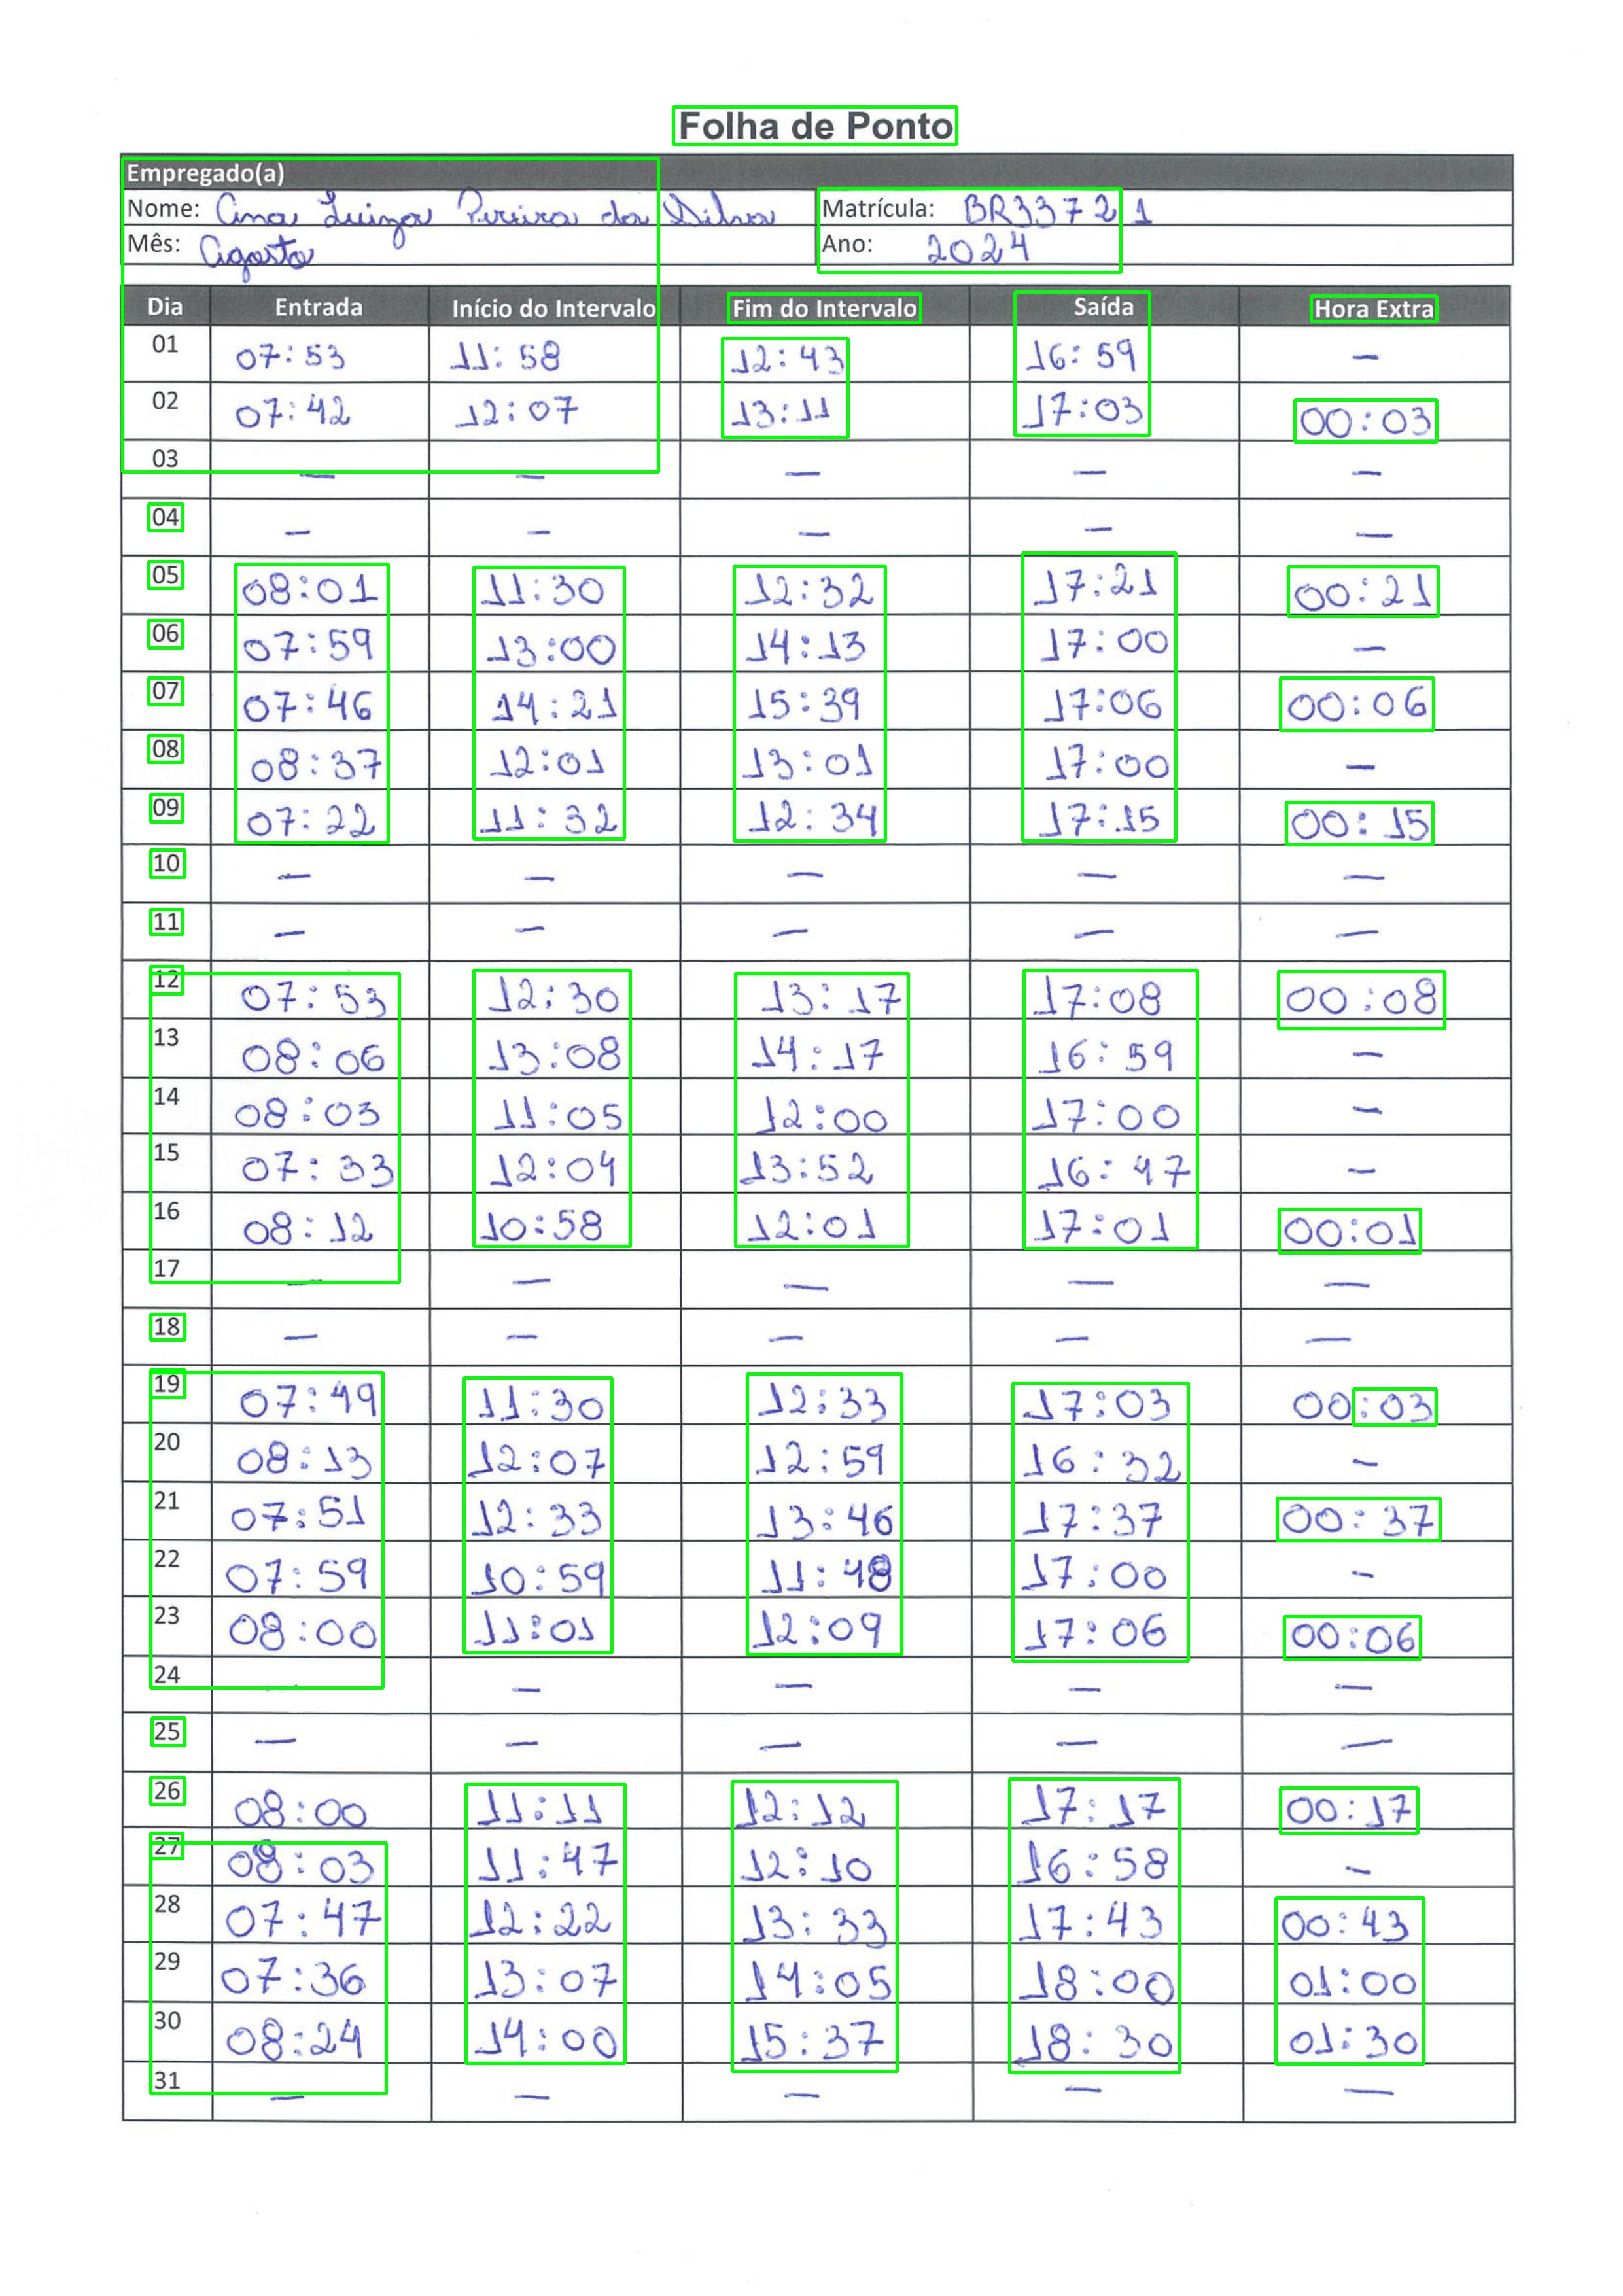 Folha de Ponto
Empregado(a)
Nome: Ana Luiza Pereira da Silva Matrícula: BR33721
Mês: Agosto Ano: 2024
Dia Entrada Início do Intervalo Fim do Intervalo Saída Hora Extra
01 07:53 11:58 12:43 16:59 —
02 07:42 12:07 13:11 17:03 00:03
03 — — — — —
04 — — — — —
05 08:01 11:30 12:32 17:21 00:21
06 07:59 13:00 14:13 17:00 —
07 07:46 14:21 15:39 17:06 00:06
08 08:37 12:01 13:01 17:00 —
09 07:22 11:32 12:34 17:15 00:15
10 — — — — —
11 — — — — —
12 07:53 12:30 13:17 17:08 00:08
13 08:06 13:08 14:17 16:59 —
14 08:03 11:05 12:00 17:00 —
15 07:33 12:04 13:52 16:47 —
16 08:12 10:58 12:01 17:01 00:01
17 — — — — —
18 — — — — —
19 07:49 11:30 12:33 17:03 00:03
20 08:13 12:07 12:59 16:32 —
21 07:51 12:33 13:46 17:37 00:37
22 07:59 10:59 11:48 17:00 —
23 08:00 11:01 12:09 17:06 00:06
24 — — — — —
25 — — — — —
26 08:00 11:11 12:12 17:17 00:17
27 08:03 11:47 12:10 16:58 —
28 07:47 12:22 13:33 17:43 00:43
29 07:36 13:07 14:05 18:00 01:00
30 08:24 14:00 15:37 18:30 01:30
31 — — — — —